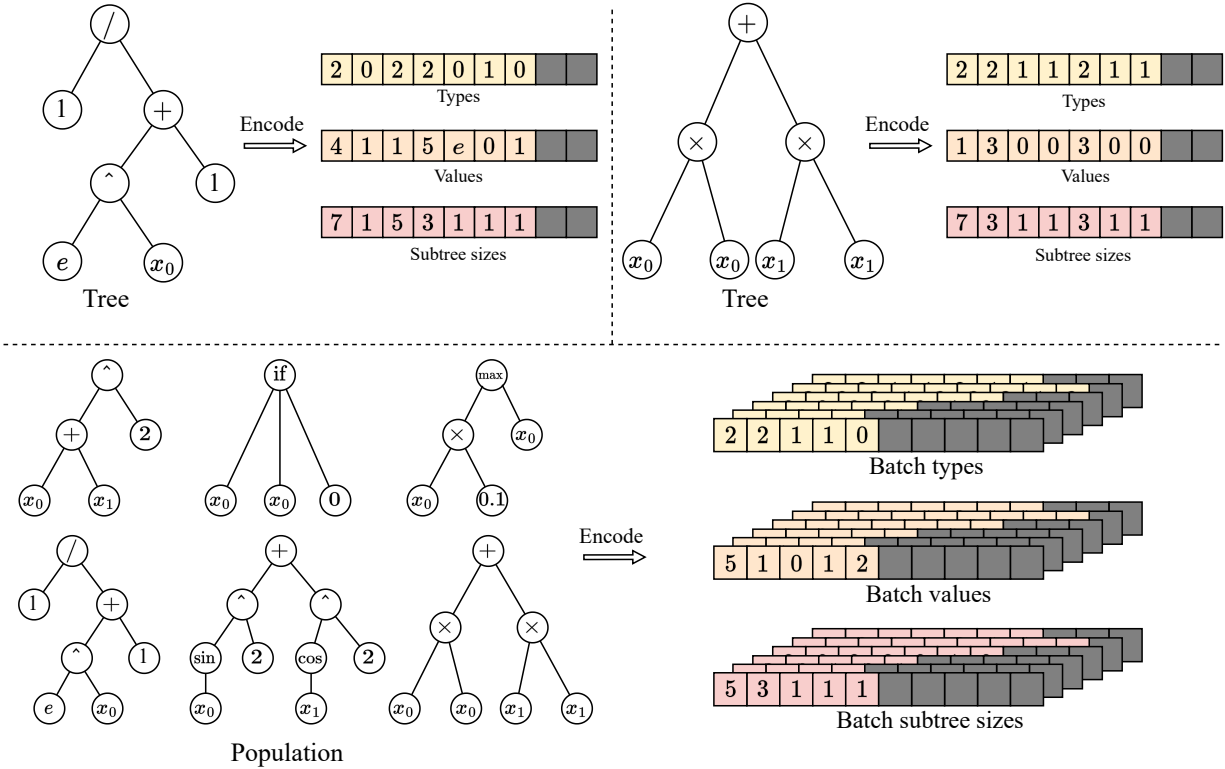 /
1
+
^
1
e
x₀
Tree
Encode
2 0 2 2 0 1 0
Types
4 1 1 5 e 0 1
Values
7 1 5 3 1 1 1
Subtree sizes
+
× ×
x₀ x₀ x₁ x₁
Tree
Encode
2 2 1 1 2 1 1
Types
1 3 0 0 3 0 0
Values
7 3 1 1 3 1 1
Subtree sizes
^
+ 2
x₀ x₁
if
x₀ x₀ 0
max
× x₀
x₀ 0.1
/
1 +
^ 1
e x₀
+
^ ^
sin 2 cos 2
x₀ x₁
+
× ×
x₀ x₀ x₁ x₁
Population
Encode
2 2 1 1 0
Batch types
5 1 0 1 2
Batch values
5 3 1 1 1
Batch subtree sizes